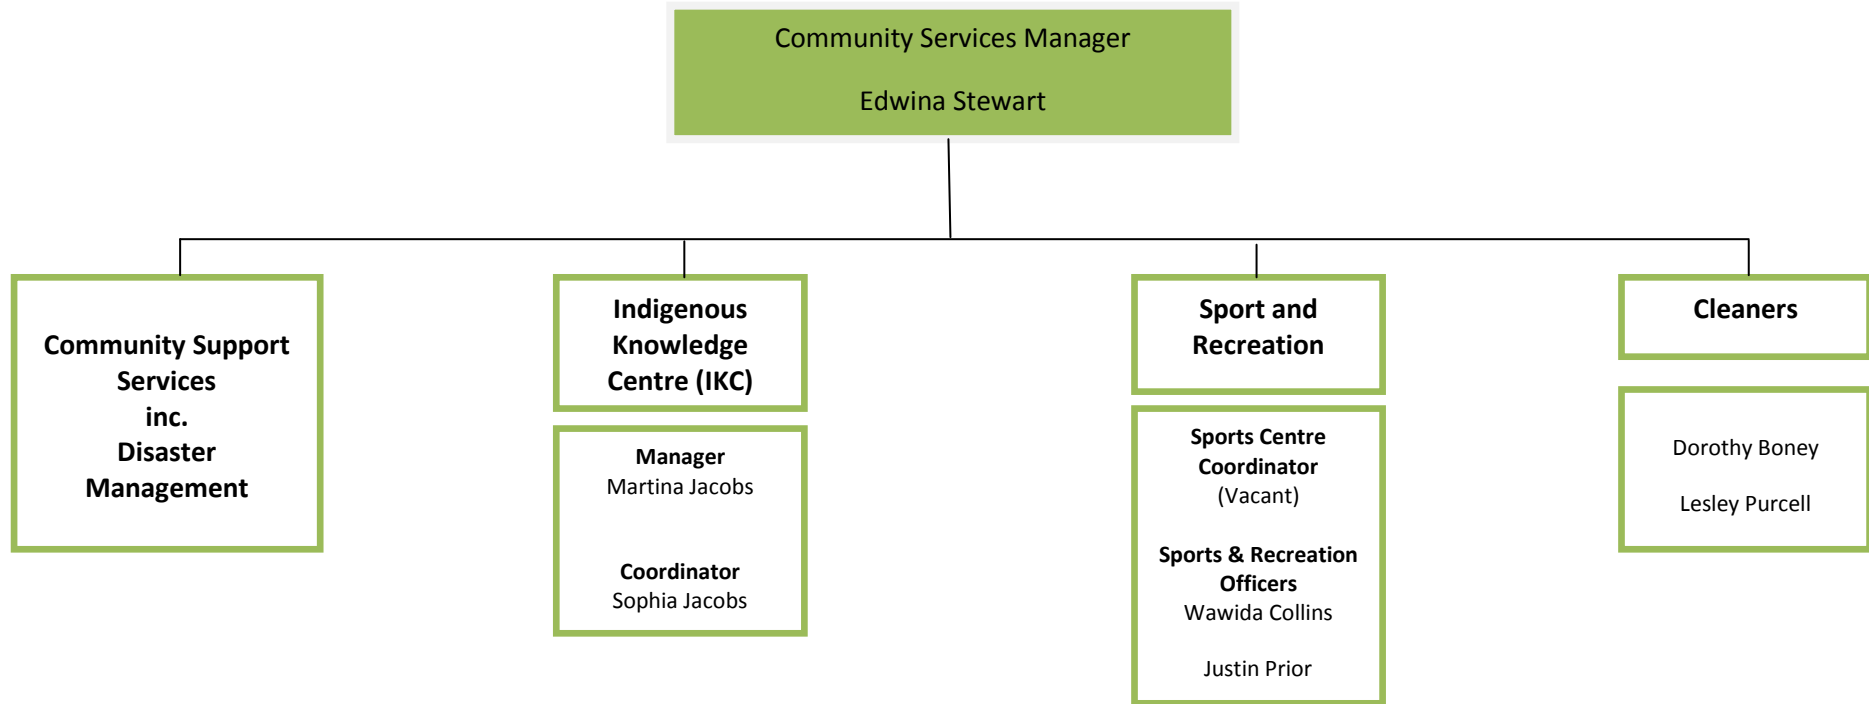 Community Services Manager
Edwina Stewart
Community Support
Services
inc.
Disaster
Management
Indigenous
Knowledge
Centre (IKC)
Manager
Martina Jacobs
Coordinator
Sophia Jacobs
Sport and
Recreation
Sports Centre
Coordinator
(Vacant)
Sports & Recreation
Officers
Wawida Collins
Justin Prior
Cleaners
Dorothy Boney
Lesley Purcell